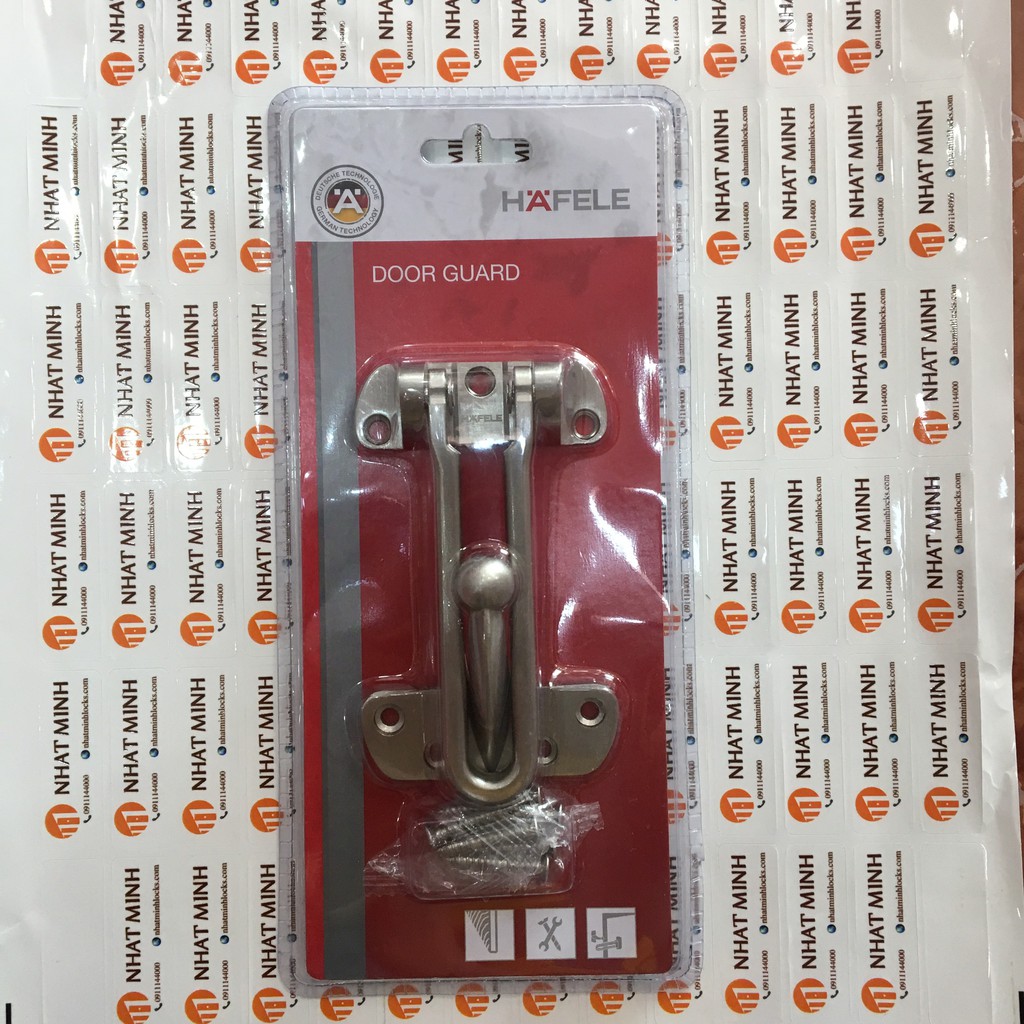 DEUTSCHE TECHNOLOGIE
Ä
GERMAN TECHNOLOGY
HÄFELE
DOOR GUARD
HÄFELE
NHAT MINH
nhatminhlocks.com
0911144000